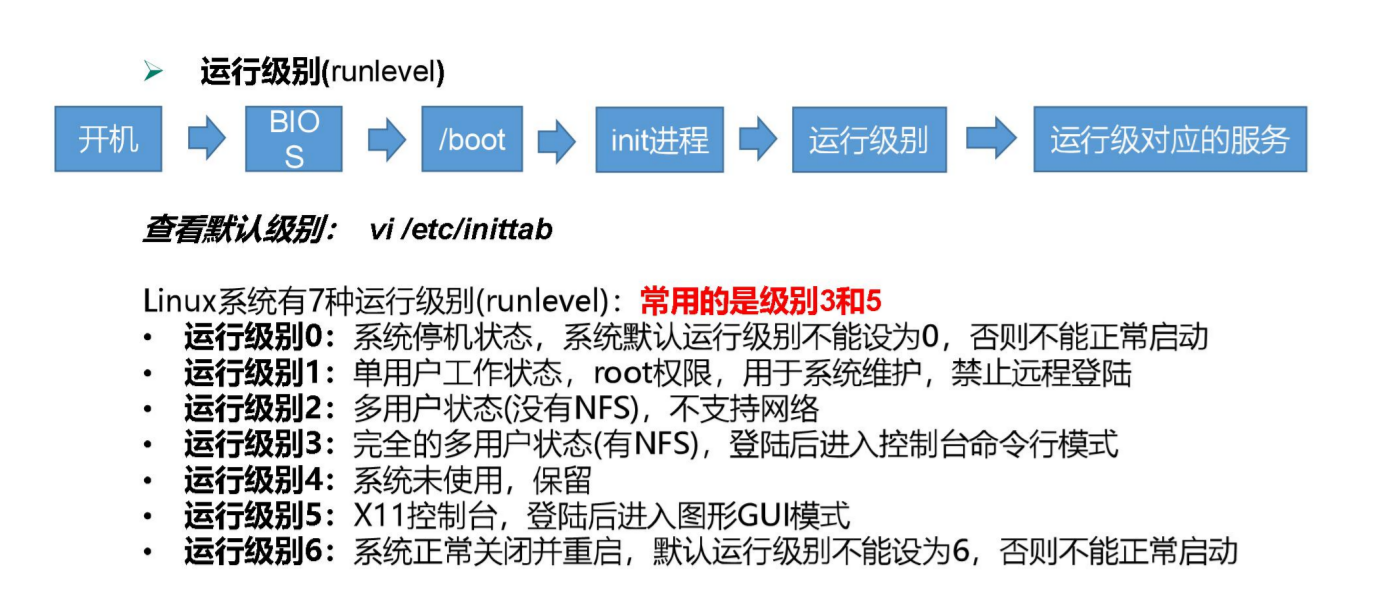 ➢ 运行级别(runlevel)
开机
BIO
S
/boot
init进程
运行级别
运行级对应的服务
查看默认级别： vi /etc/inittab
Linux系统有7种运行级别(runlevel)：常用的是级别3和5
• 运行级别0：系统停机状态，系统默认运行级别不能设为0，否则不能正常启动
• 运行级别1：单用户工作状态，root权限，用于系统维护，禁止远程登陆
• 运行级别2：多用户状态(没有NFS)，不支持网络
• 运行级别3：完全的多用户状态(有NFS)，登陆后进入控制台命令行模式
• 运行级别4：系统未使用，保留
• 运行级别5：X11控制台，登陆后进入图形GUI模式
• 运行级别6：系统正常关闭并重启，默认运行级别不能设为6，否则不能正常启动